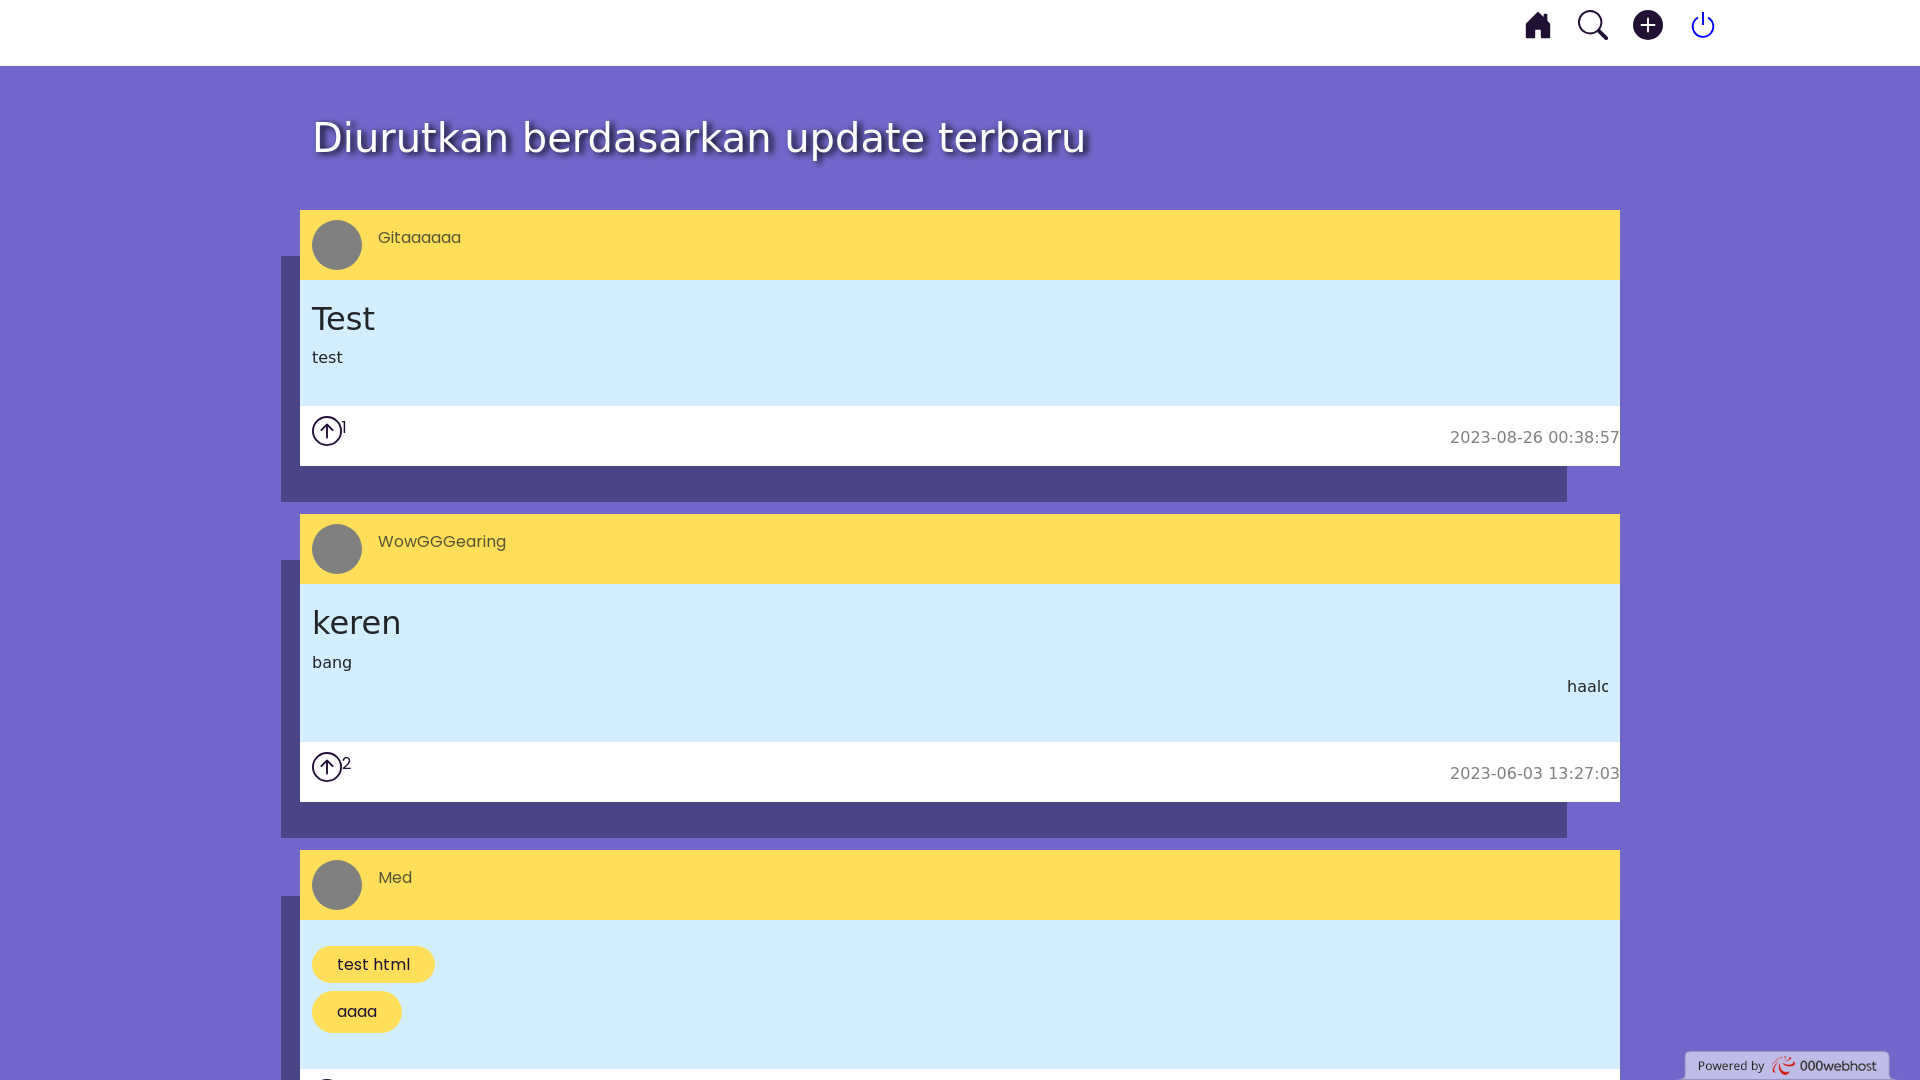 Diurutkan berdasarkan update terbaru
Gitaaaaaa
Test
test
1
2023-08-26 00:38:57
WowGGGearing
keren
bang
haalo
2
2023-06-03 13:27:03
Med
test html
aaaa
Powered by 000webhost